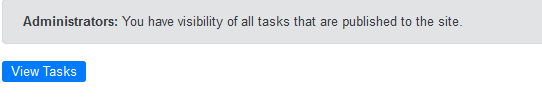 Administrators: You have visibility of all tasks that are published to the site.
View Tasks